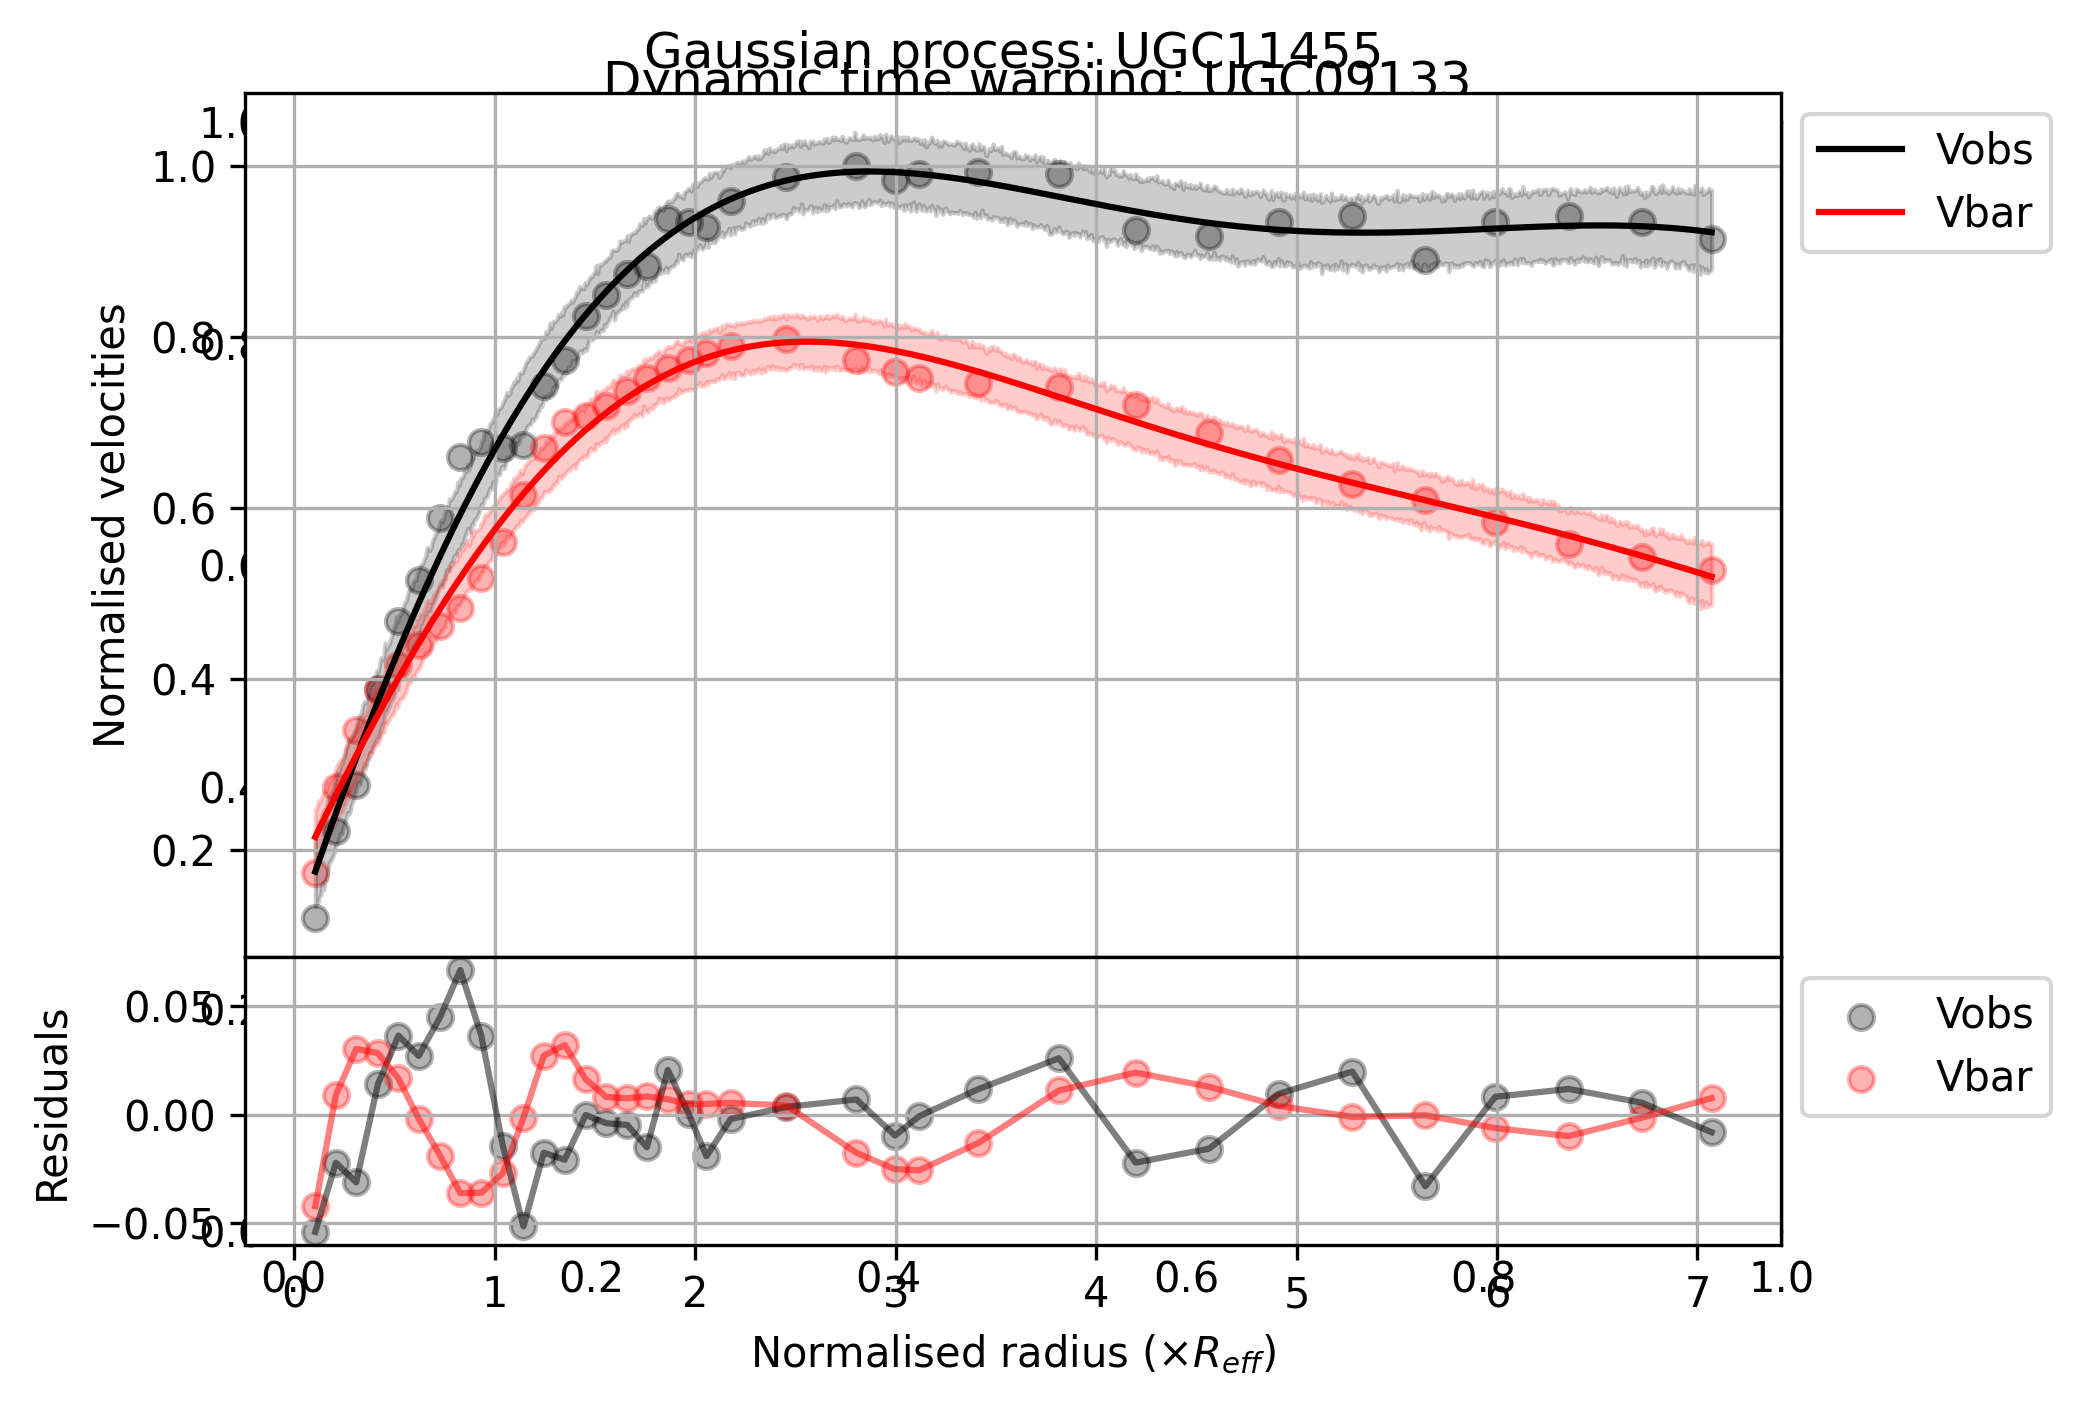 Gaussian process: UGC11455
Dynamic time warping: UGC09133
Normalised velocities
1.0
0.8
0.6
0.4
0.2
Vobs
Vbar
Residuals
0.05
0.00
−0.05
Vobs
Vbar
0.0 0.2 0.4 0.6 0.8 1.0
0 1 2 3 4 5 6 7
Normalised radius (×R_eff)